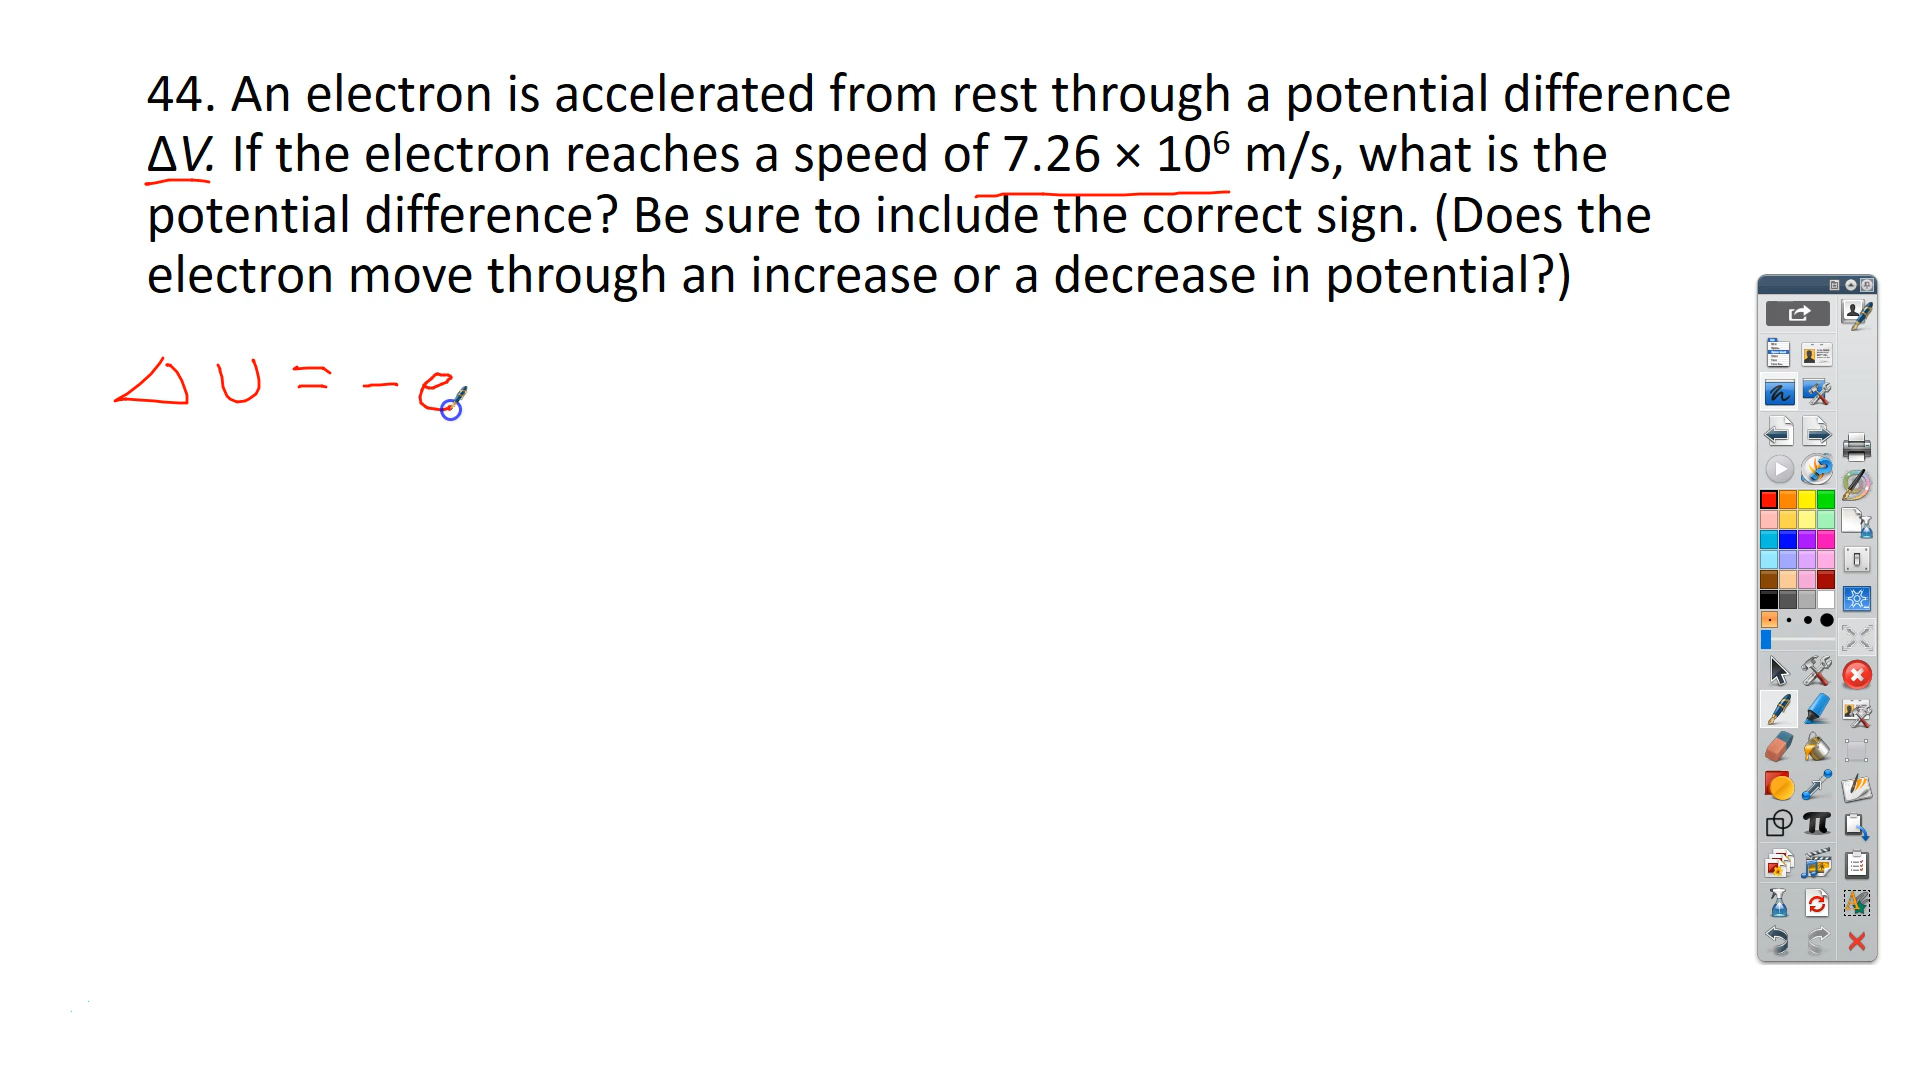 44. An electron is accelerated from rest through a potential difference
ΔV. If the electron reaches a speed of 7.26 × 10⁶ m/s, what is the
potential difference? Be sure to include the correct sign. (Does the
electron move through an increase or a decrease in potential?)
Δ U = - e